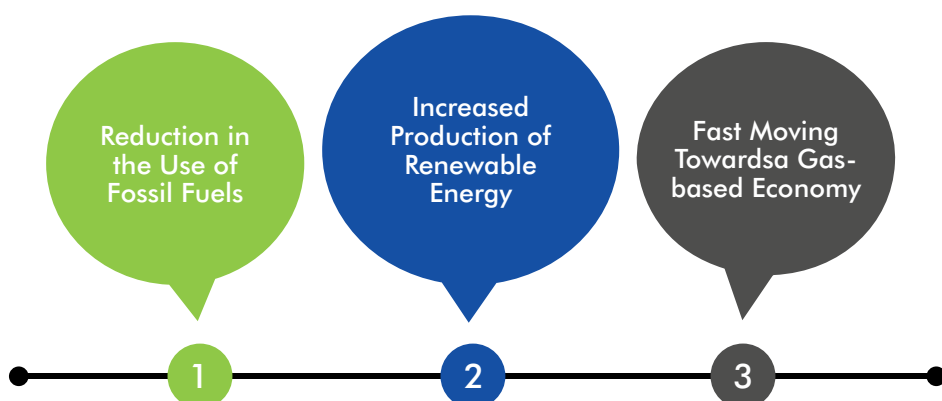 Reduction in
the Use of
Fossil Fuels
Increased
Production of
Renewable
Energy
Fast Moving
Towardsa Gas-
based Economy
1
2
3